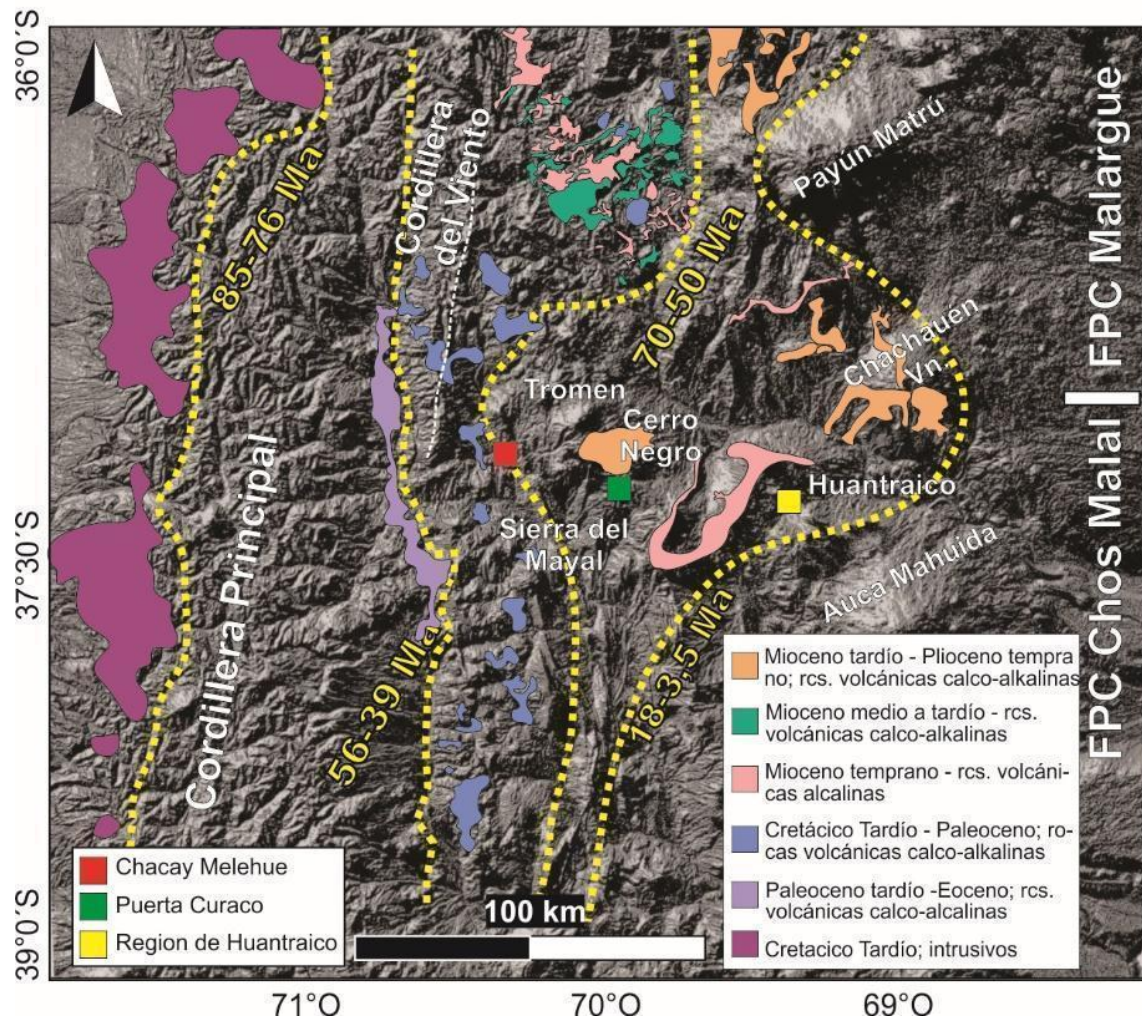 36°0'S
37°30'S
39°0'S
71°O
70°O
69°O
85-76 Ma
Cordillera
del Viento
70-50 Ma
Payun Matrú
Chachauén
Vn.
Tromen
Cerro
Negro
Huantraico
Sierra del
Mayal
Auca Mahuida
Cordillera Principal
56-39 Ma
18-3,5 Ma
FPC Malargue
FPC Chos Malal
Chacay Melehue
Puerta Curaco
Region de Huantraico
100 km
Mioceno tardío - Plioceno tempra
no; rcs. volcánicas calco-alkalinas
Mioceno medio a tardío - rcs.
volcánicas calco-alkalinas
Mioceno temprano - rcs. volcáni-
cas alcalinas
Cretácico Tardío - Paleoceno; ro-
cas volcánicas calco-alkalinas
Paleoceno tardío -Eoceno; rcs.
volcánicas calco-alcalinas
Cretacico Tardío; intrusivos